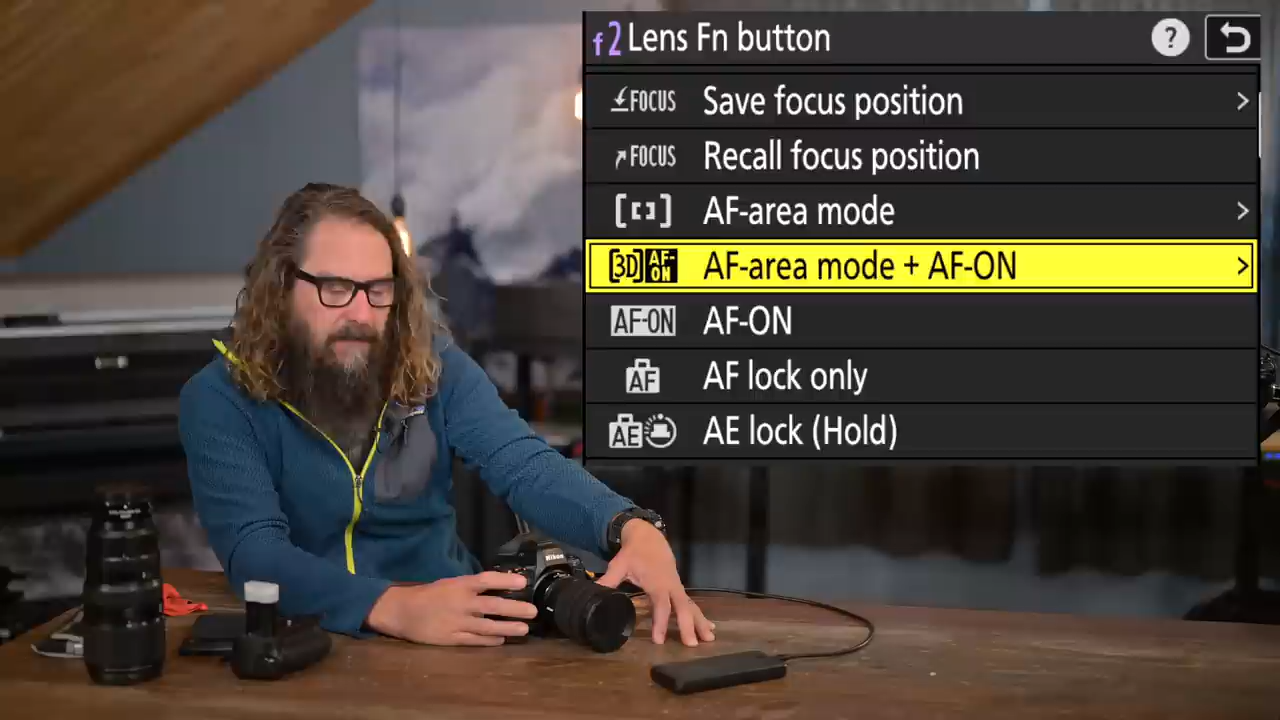 f2 Lens Fn button ?
FOCUS Save focus position >
FOCUS Recall focus position
AF-area mode >
[3D] AF-ON AF-area mode + AF-ON >
AF-ON AF-ON
AF AF lock only
AE AE lock (Hold)
Nikon